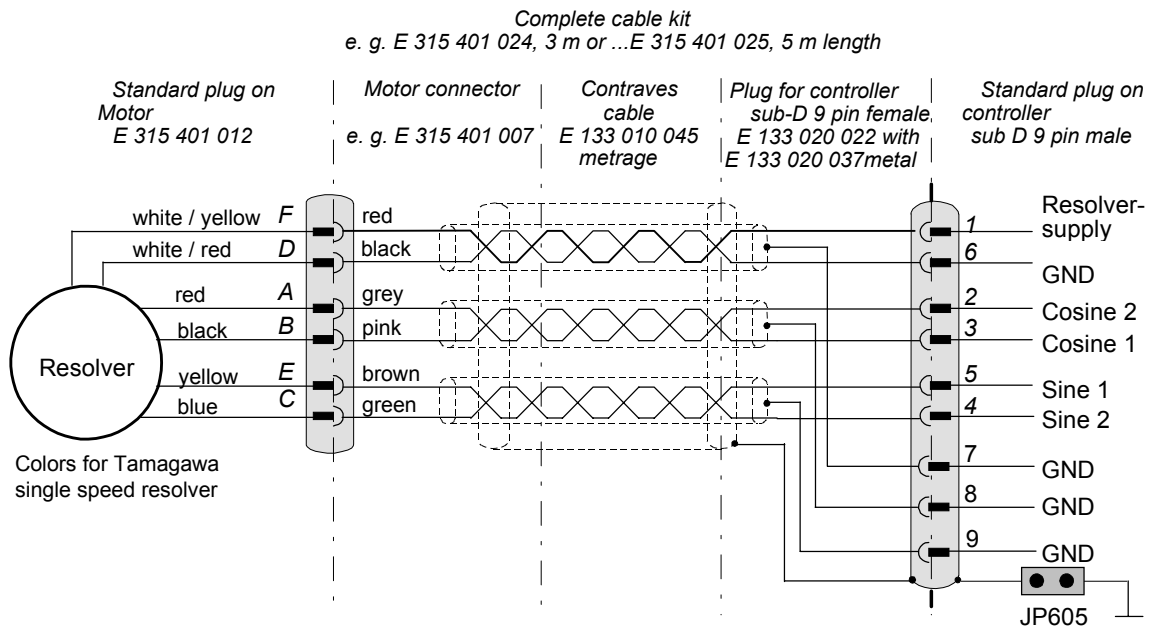 Complete cable kit
e. g. E 315 401 024, 3 m or ...E 315 401 025, 5 m length
Standard plug on
Motor
E 315 401 012
Motor connector
e. g. E 315 401 007
Contraves
cable
E 133 010 045
metrage
Plug for controller
sub-D 9 pin female
E 133 020 022 with
E 133 020 037metal
Standard plug on
controller
sub D 9 pin male
white / yellow F red
white / red D black
red A grey
black B pink
yellow E brown
blue C green
Resolver
Colors for Tamagawa
single speed resolver
1 Resolver-
supply
6 GND
2 Cosine 2
3 Cosine 1
5 Sine 1
4 Sine 2
7 GND
8 GND
9 GND
JP605